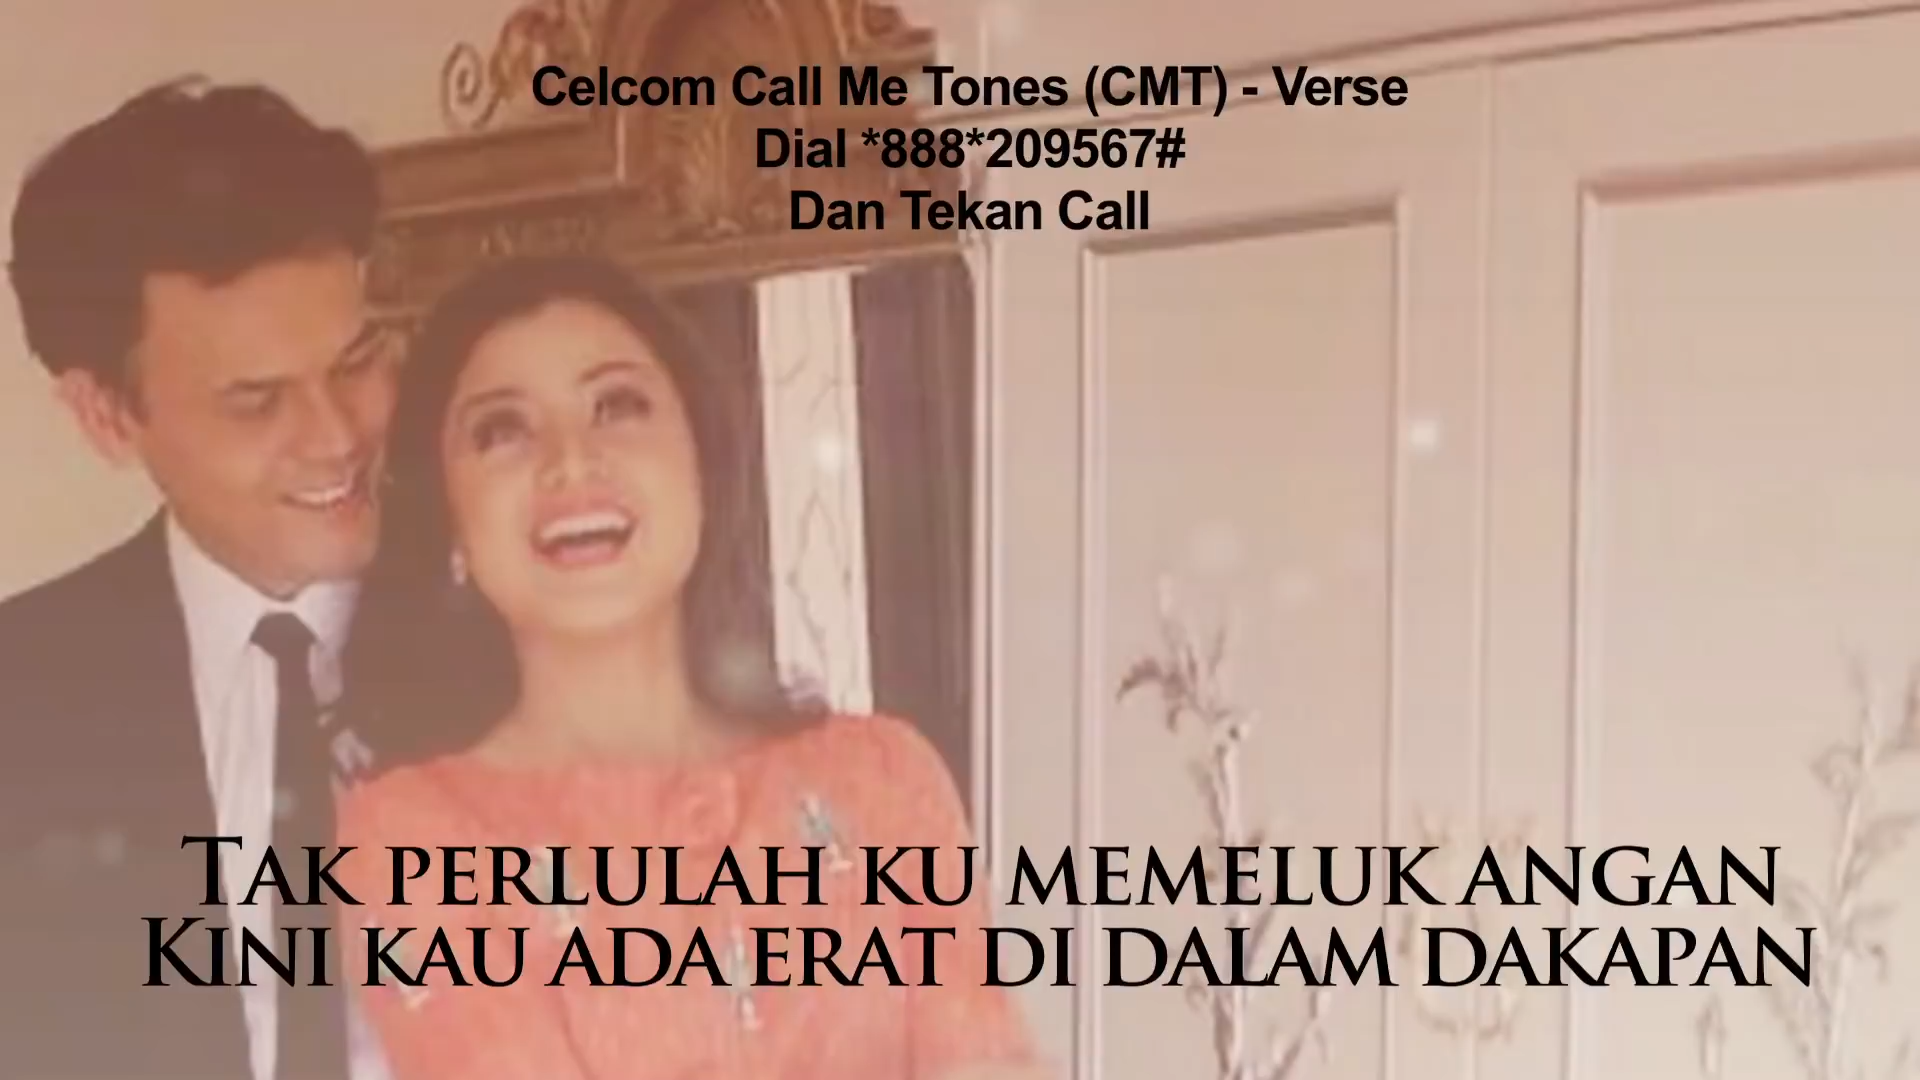 Celcom Call Me Tones (CMT) - Verse
Dial *888*209567#
Dan Tekan Call
TAK PERLULAH KU MEMELUK ANGAN
KINI KAU ADA ERAT DI DALAM DAKAPAN